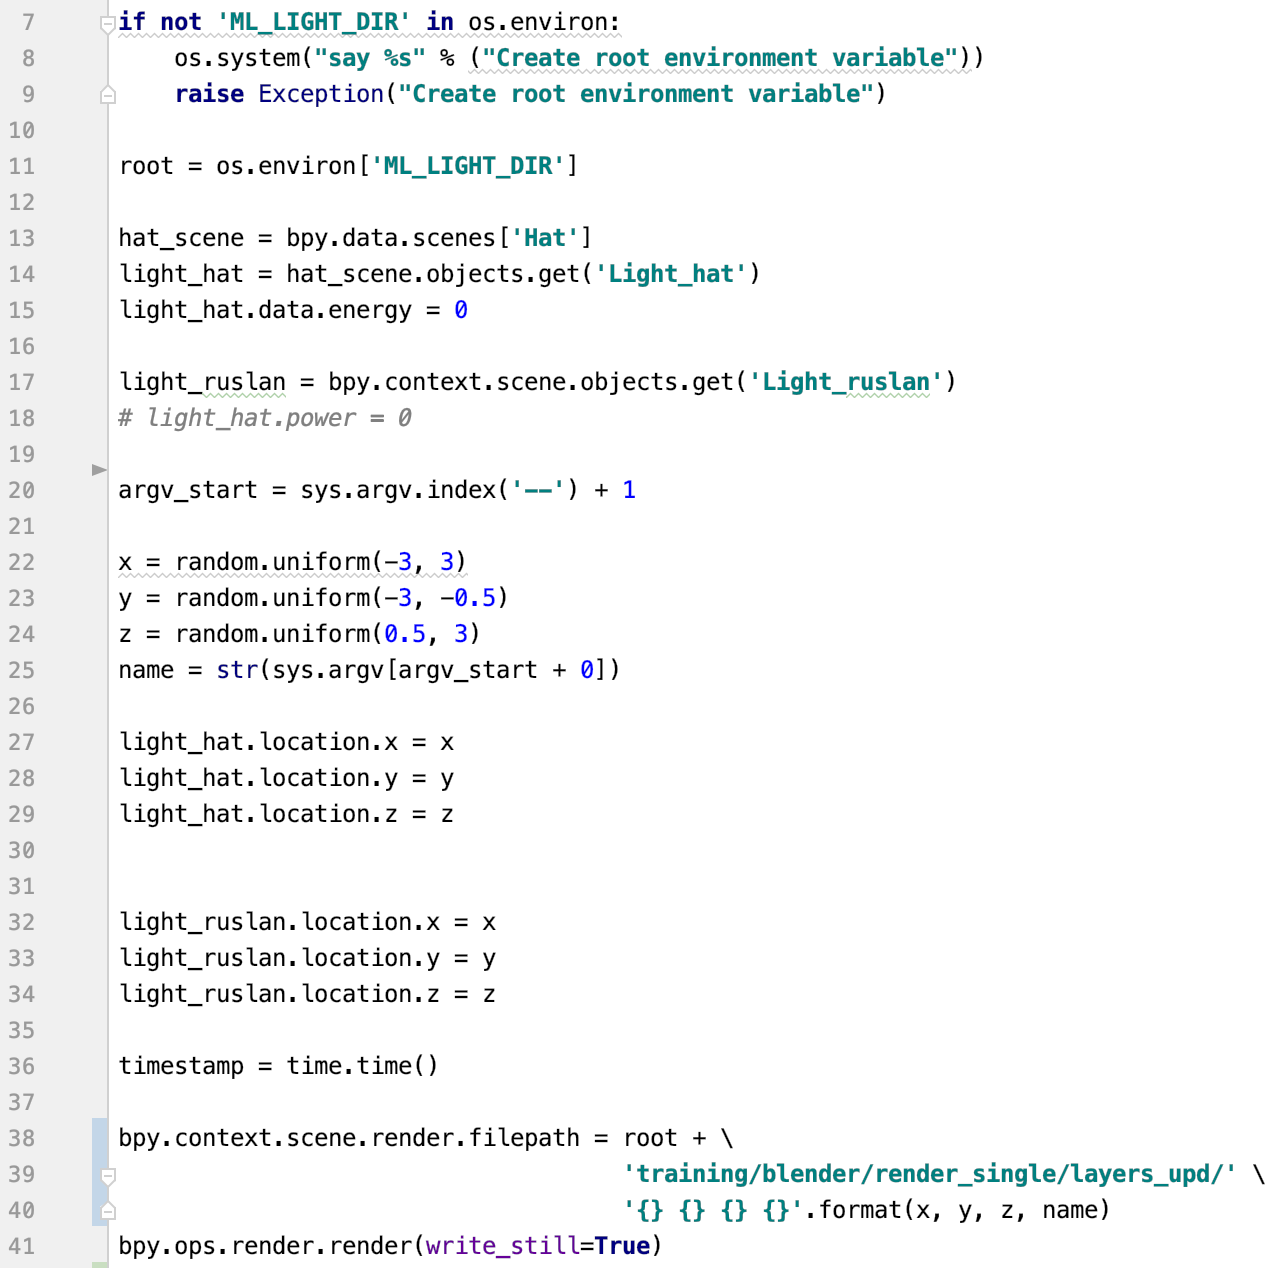 7 if not 'ML_LIGHT_DIR' in os.environ:
8     os.system("say %s" % ("Create root environment variable"))
9     raise Exception("Create root environment variable")
10
11 root = os.environ['ML_LIGHT_DIR']
12
13 hat_scene = bpy.data.scenes['Hat']
14 light_hat = hat_scene.objects.get('Light_hat')
15 light_hat.data.energy = 0
16
17 light_ruslan = bpy.context.scene.objects.get('Light_ruslan')
18 # light_hat.power = 0
19
20 argv_start = sys.argv.index('--') + 1
21
22 x = random.uniform(-3, 3)
23 y = random.uniform(-3, -0.5)
24 z = random.uniform(0.5, 3)
25 name = str(sys.argv[argv_start + 0])
26
27 light_hat.location.x = x
28 light_hat.location.y = y
29 light_hat.location.z = z
30
31
32 light_ruslan.location.x = x
33 light_ruslan.location.y = y
34 light_ruslan.location.z = z
35
36 timestamp = time.time()
37
38 bpy.context.scene.render.filepath = root + \
39                                     'training/blender/render_single/layers_upd/' \
40                                     '{} {} {} {}'.format(x, y, z, name)
41 bpy.ops.render.render(write_still=True)